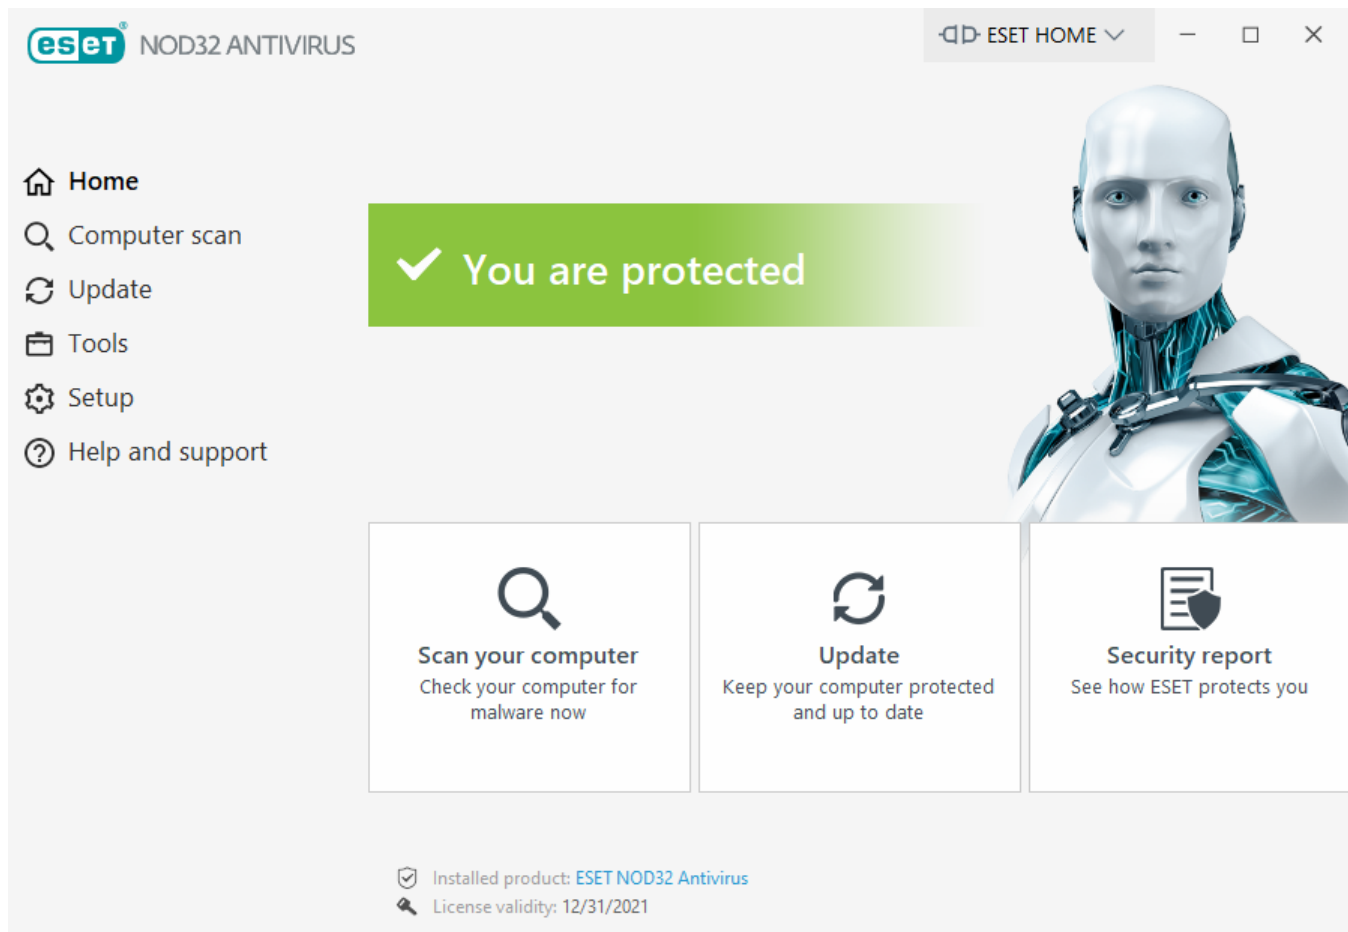 eseT® NOD32 ANTIVIRUS
ESET HOME
Home
Computer scan
Update
Tools
Setup
Help and support
You are protected
Scan your computer
Check your computer for
malware now
Update
Keep your computer protected
and up to date
Security report
See how ESET protects you
Installed product: ESET NOD32 Antivirus
License validity: 12/31/2021